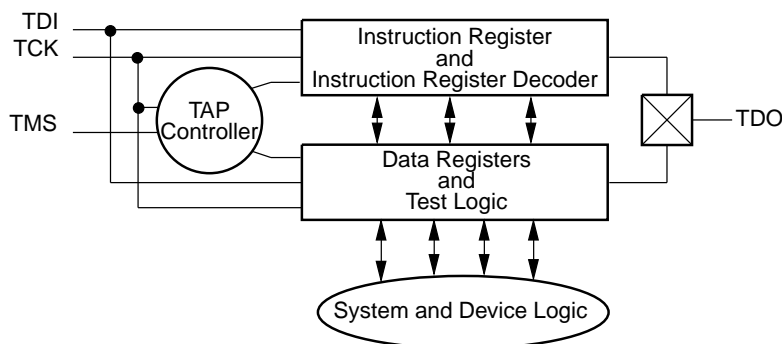 TDI
TCK
TMS
TAP
Controller
Instruction Register
and
Instruction Register Decoder
Data Registers
and
Test Logic
System and Device Logic
TDO